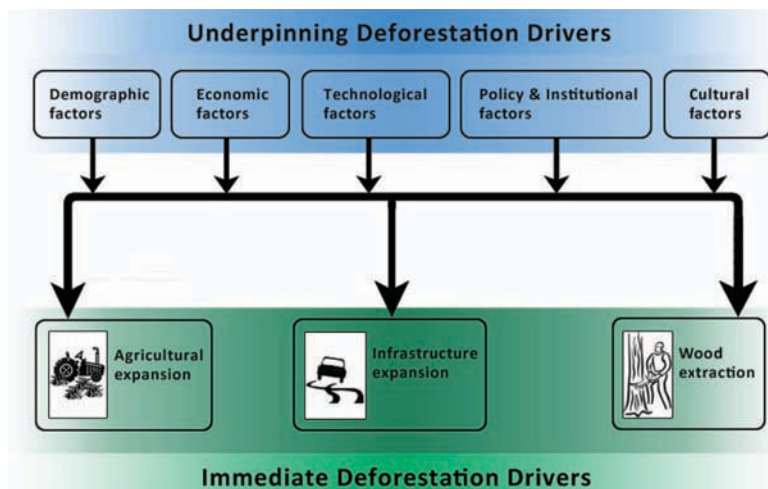 Underpinning Deforestation Drivers
Demographic
factors
Economic
factors
Technological
factors
Policy & Institutional
factors
Cultural
factors
Agricultural
expansion
Infrastructure
expansion
Wood
extraction
Immediate Deforestation Drivers